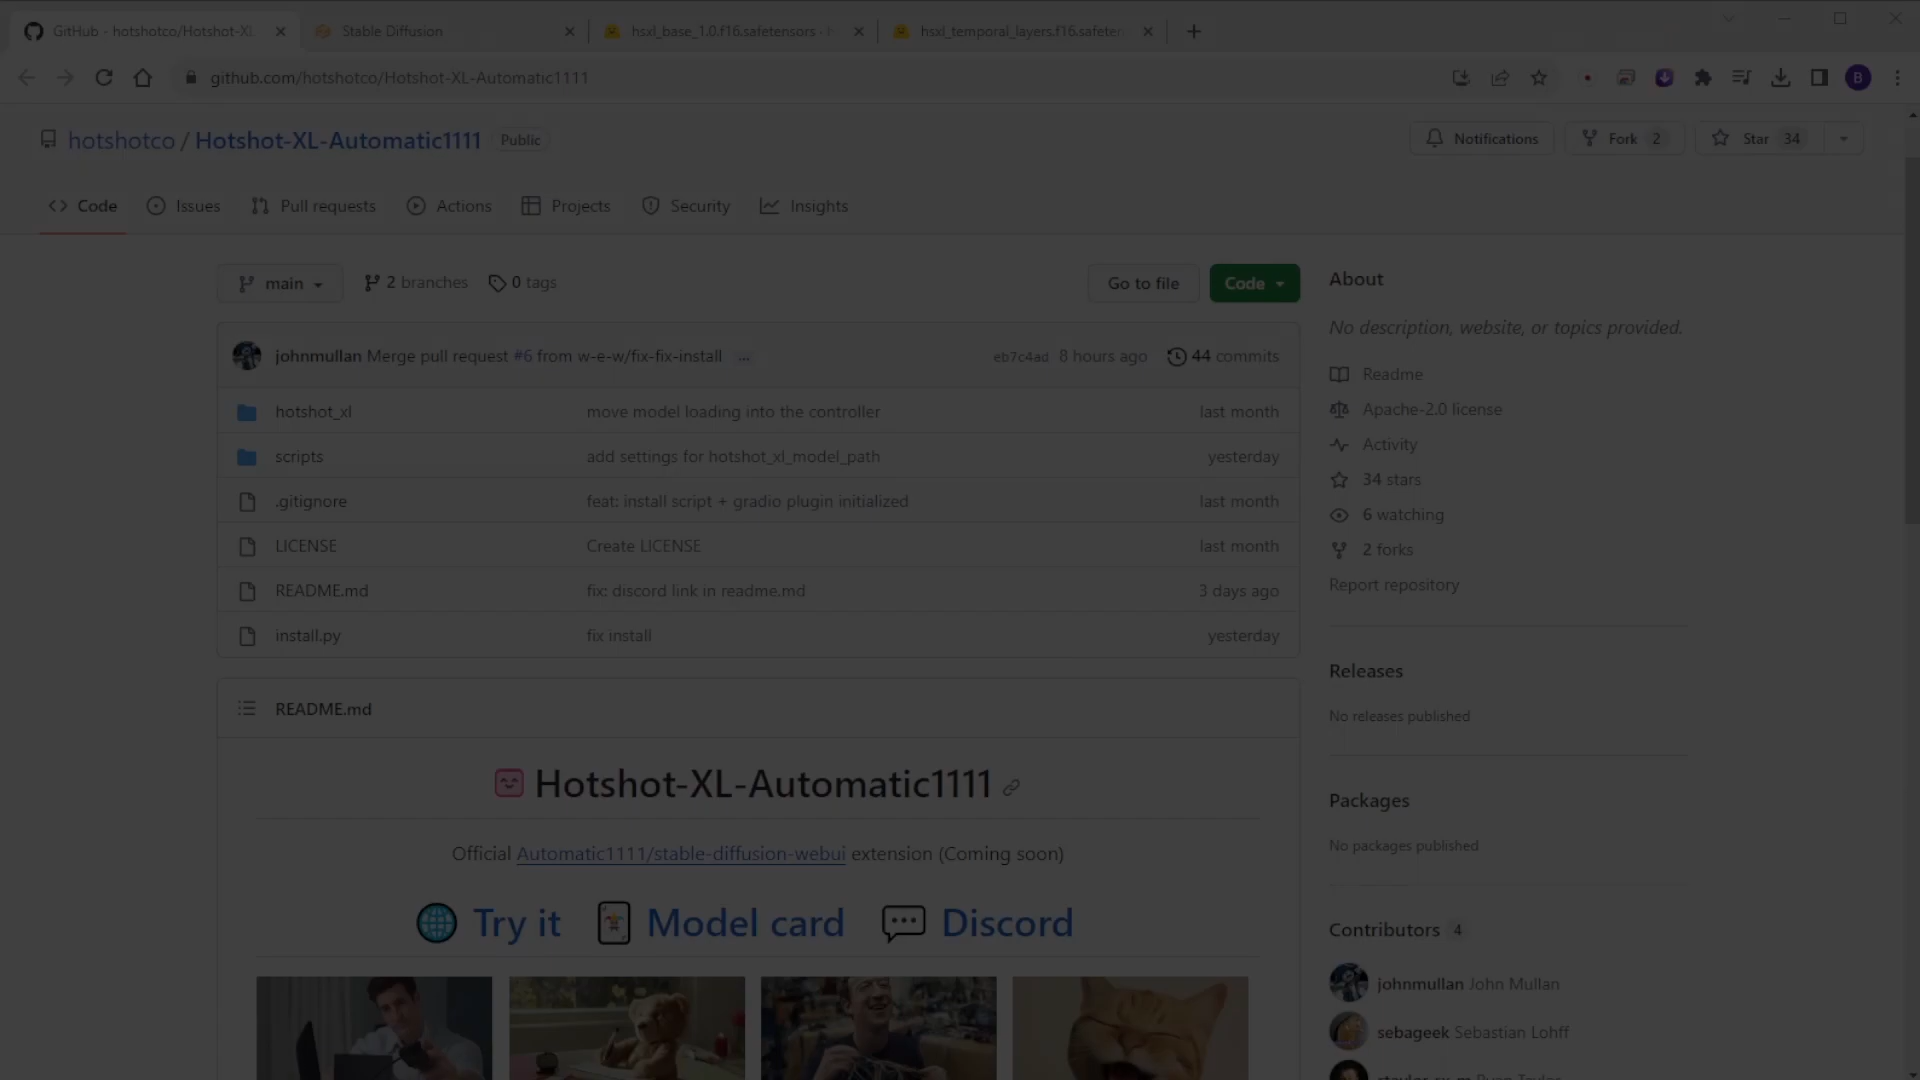 GitHub - hotshotco/Hotshot-XL
Stable Diffusion
hsxl_base_1.0.f16.safetensors ·
hsxl_temporal_layers.f16.safeten
github.com/hotshotco/Hotshot-XL-Automatic1111
B
hotshotco / Hotshot-XL-Automatic1111 Public
Notifications
Fork 2
Star 34
Code
Issues
Pull requests
Actions
Projects
Security
Insights
main
2 branches
0 tags
Go to file
Code
johnmullan Merge pull request #6 from w-e-w/fix-fix-install ...
eb7c4ad 8 hours ago
44 commits
hotshot_xl move model loading into the controller last month
scripts add settings for hotshot_xl_model_path yesterday
.gitignore feat: install script + gradio plugin initialized last month
LICENSE Create LICENSE last month
README.md fix: discord link in readme.md 3 days ago
install.py fix install yesterday
README.md
Hotshot-XL-Automatic1111
Official Automatic1111/stable-diffusion-webui extension (Coming soon)
Try it
Model card
Discord
About
No description, website, or topics provided.
Readme
Apache-2.0 license
Activity
34 stars
6 watching
2 forks
Report repository
Releases
No releases published
Packages
No packages published
Contributors 4
johnmullan John Mullan
sebageek Sebastian Lohff